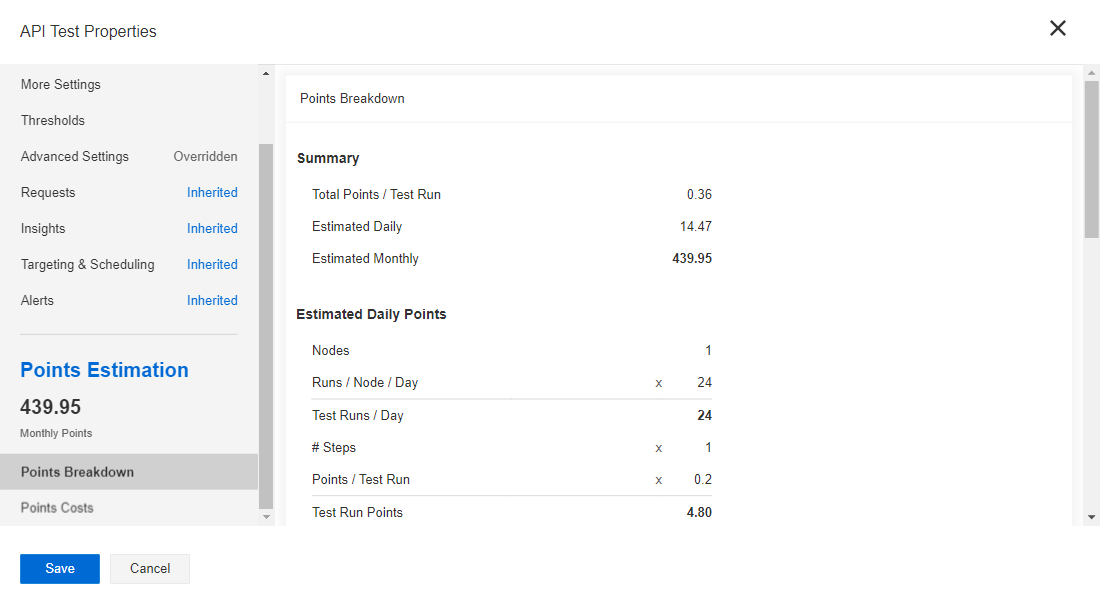 API Test Properties
More Settings
Thresholds
Advanced Settings Overridden
Requests Inherited
Insights Inherited
Targeting & Scheduling Inherited
Alerts Inherited
Points Estimation
439.95
Monthly Points
Points Breakdown
Points Costs
Points Breakdown
Summary
Total Points / Test Run 0.36
Estimated Daily 14.47
Estimated Monthly 439.95
Estimated Daily Points
Nodes 1
Runs / Node / Day x 24
Test Runs / Day 24
# Steps x 1
Points / Test Run x 0.2
Test Run Points 4.80
Save Cancel